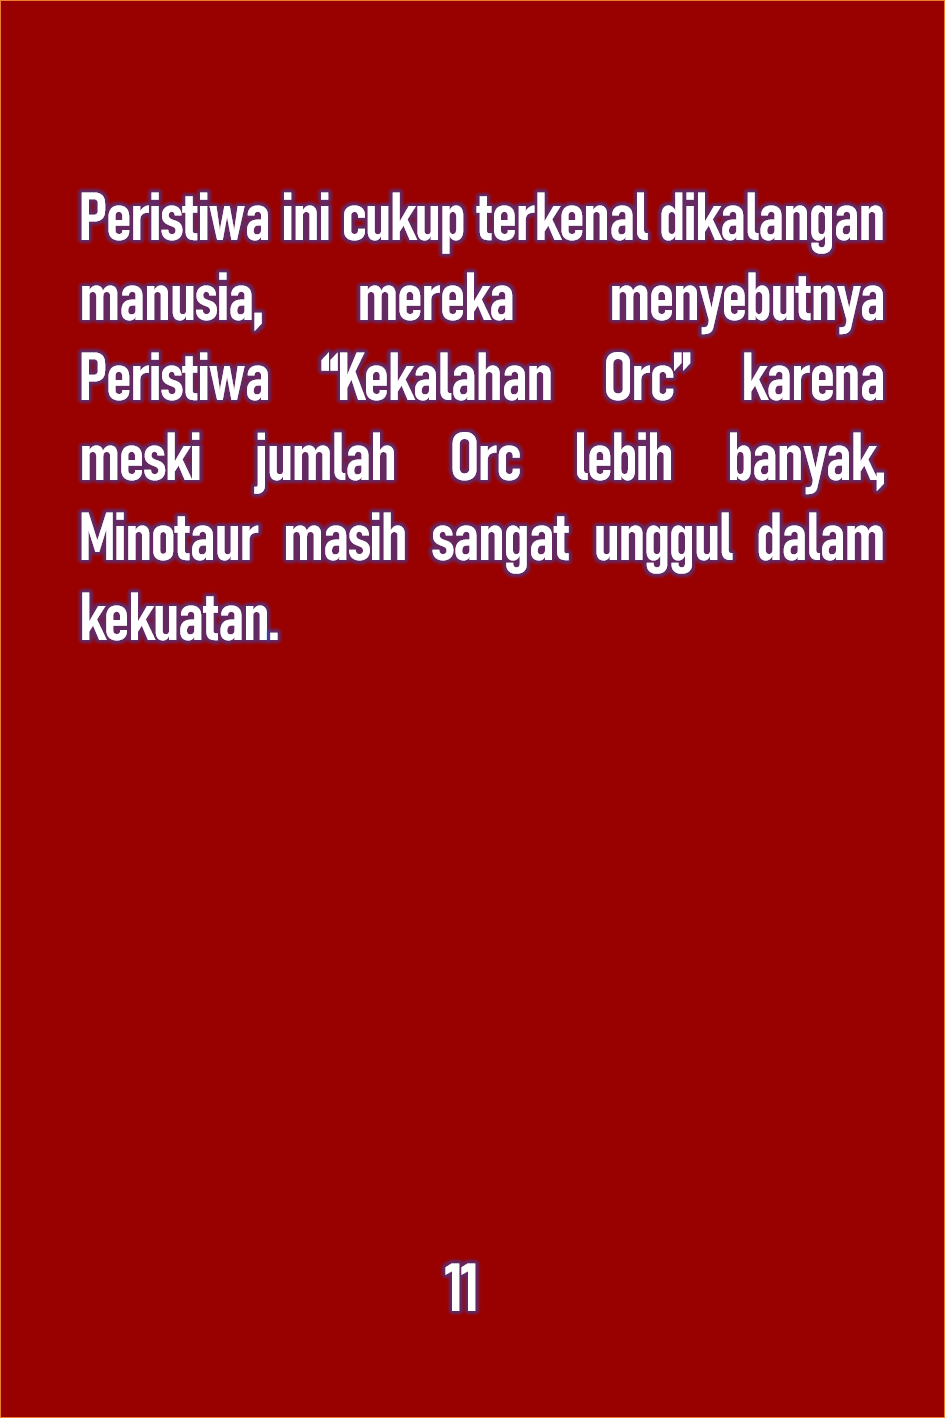 Peristiwa ini cukup terkenal dikalangan
manusia, mereka menyebutnya
Peristiwa “Kekalahan Orc” karena
meski jumlah Orc lebih banyak,
Minotaur masih sangat unggul dalam
kekuatan.
11